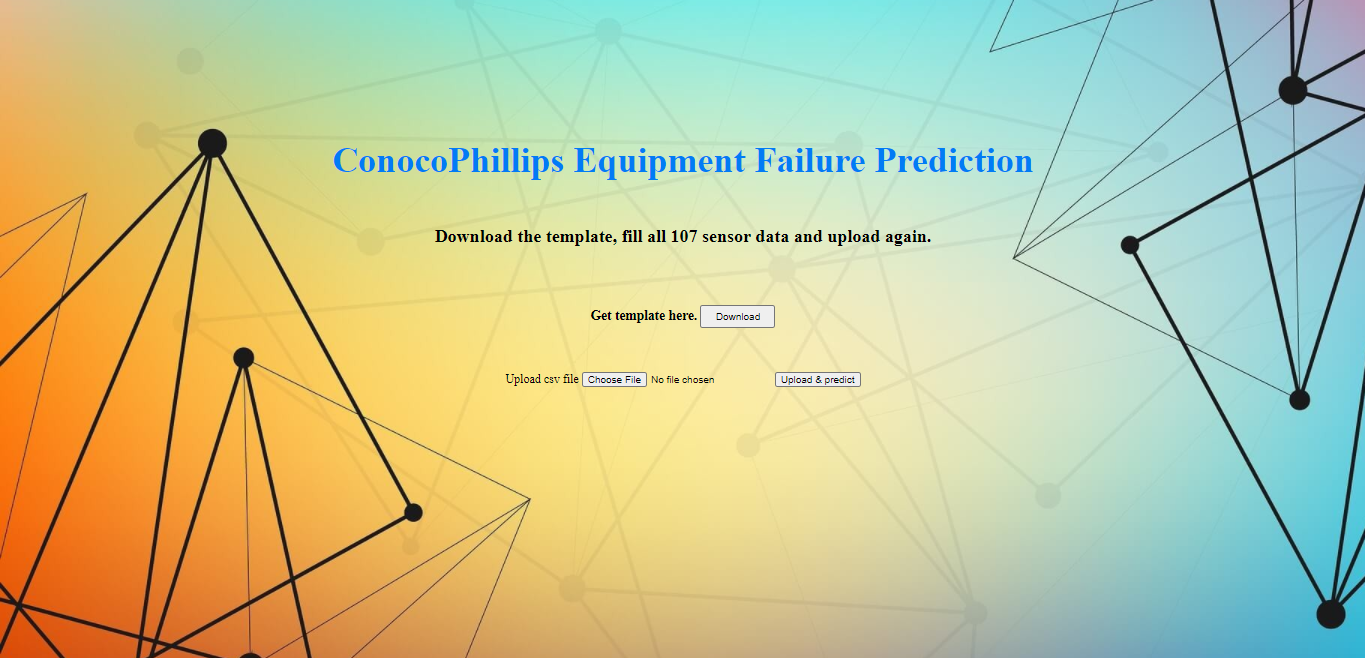 ConocoPhillips Equipment Failure Prediction
Download the template, fill all 107 sensor data and upload again.
Get template here. Download
Upload csv file Choose File No file chosen Upload & predict